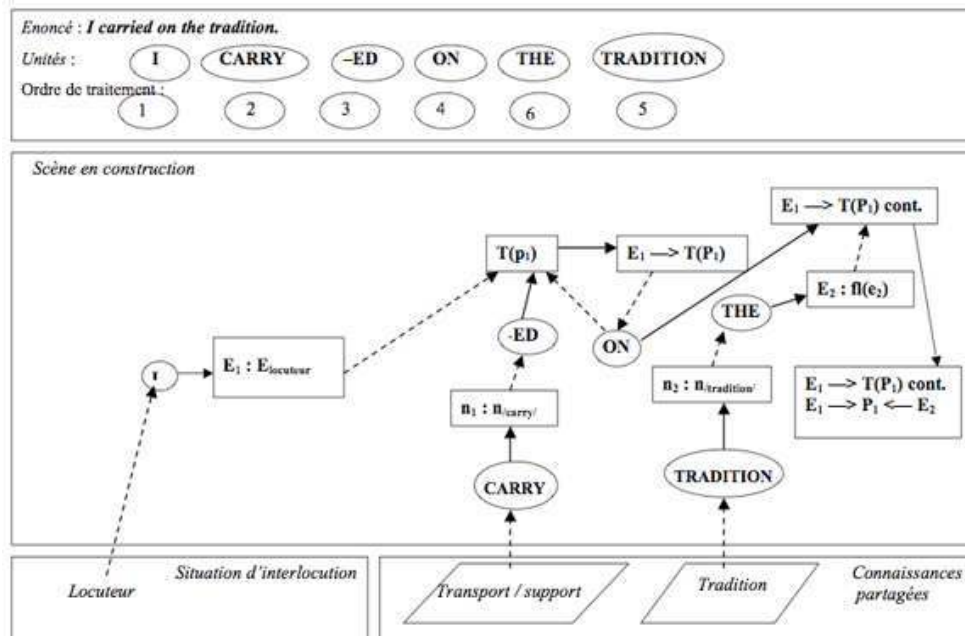 Enoncé : I carried on the tradition.
Unités : I CARRY –ED ON THE TRADITION
Ordre de traitement :
1 2 3 4 6 5
Scène en construction
E₁ —> T(P₁) cont.
T(p₁) E₁ —> T(P₁)
E₂ : fl(e₂)
THE
-ED ON
I E₁ : Elocuteur
n₁ : n/carry/ n₂ : n/tradition/
E₁ —> T(P₁) cont.
E₁ —> P₁ <— E₂
CARRY TRADITION
Situation d'interlocution
Locuteur
Transport / support Tradition
Connaissances
partagées